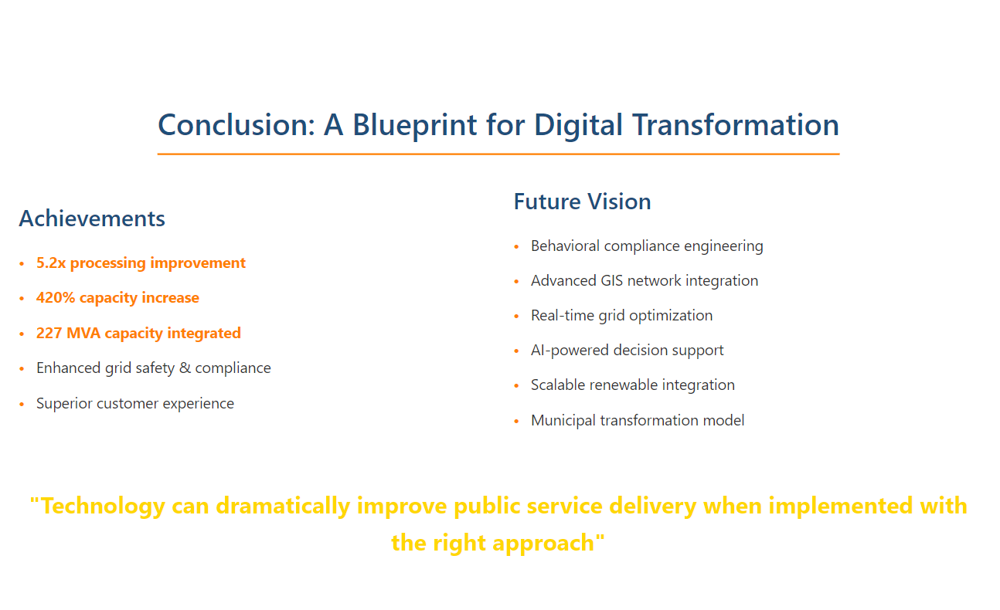 Conclusion: A Blueprint for Digital Transformation
Achievements
• 5.2x processing improvement
• 420% capacity increase
• 227 MVA capacity integrated
• Enhanced grid safety & compliance
• Superior customer experience
Future Vision
• Behavioral compliance engineering
• Advanced GIS network integration
• Real-time grid optimization
• AI-powered decision support
• Scalable renewable integration
• Municipal transformation model
"Technology can dramatically improve public service delivery when implemented with
the right approach"